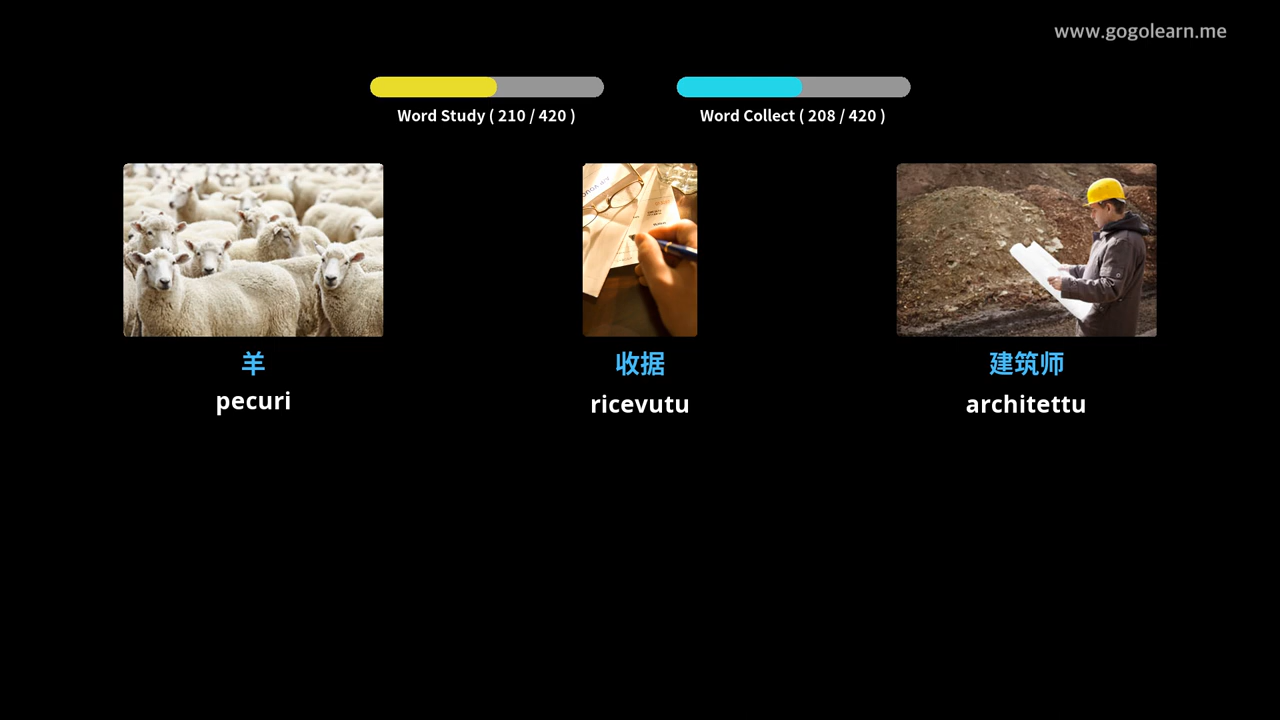 www.gogolearn.me
Word Study ( 210 / 420 )
Word Collect ( 208 / 420 )
羊
收据
建筑师
pecuri
ricevutu
architettu